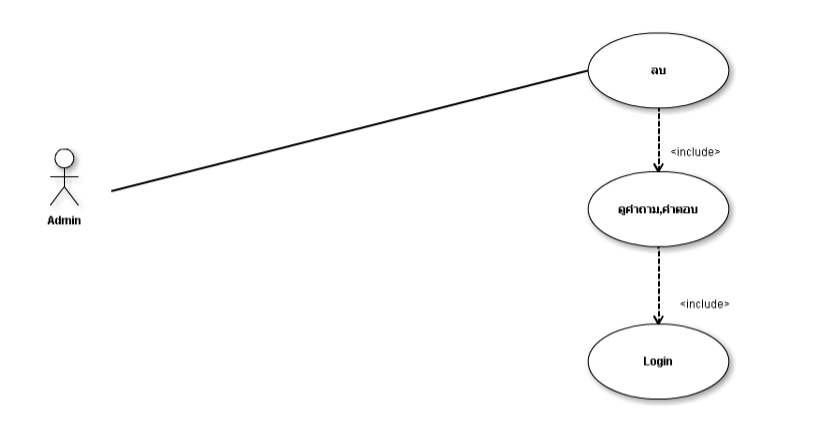 ลบ
<include>
Admin
ดูคำถาม,คำตอบ
<include>
Login